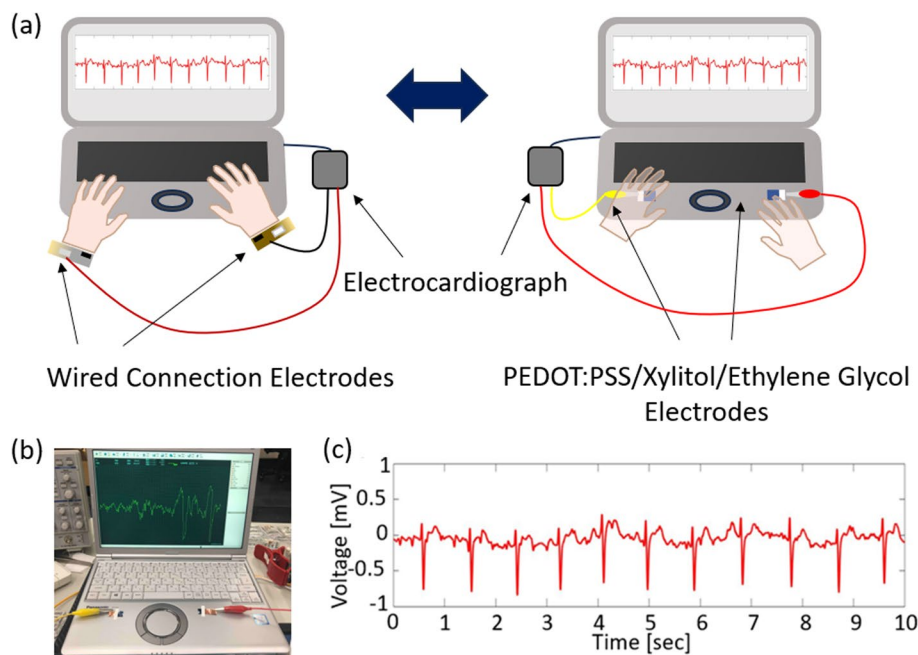 (a)
Electrocardiograph
Wired Connection Electrodes
PEDOT:PSS/Xylitol/Ethylene Glycol
Electrodes
(b)
(c)
Voltage [mV]
1
0.5
0
-0.5
-1
0 1 2 3 4 5 6 7 8 9 10
Time [sec]